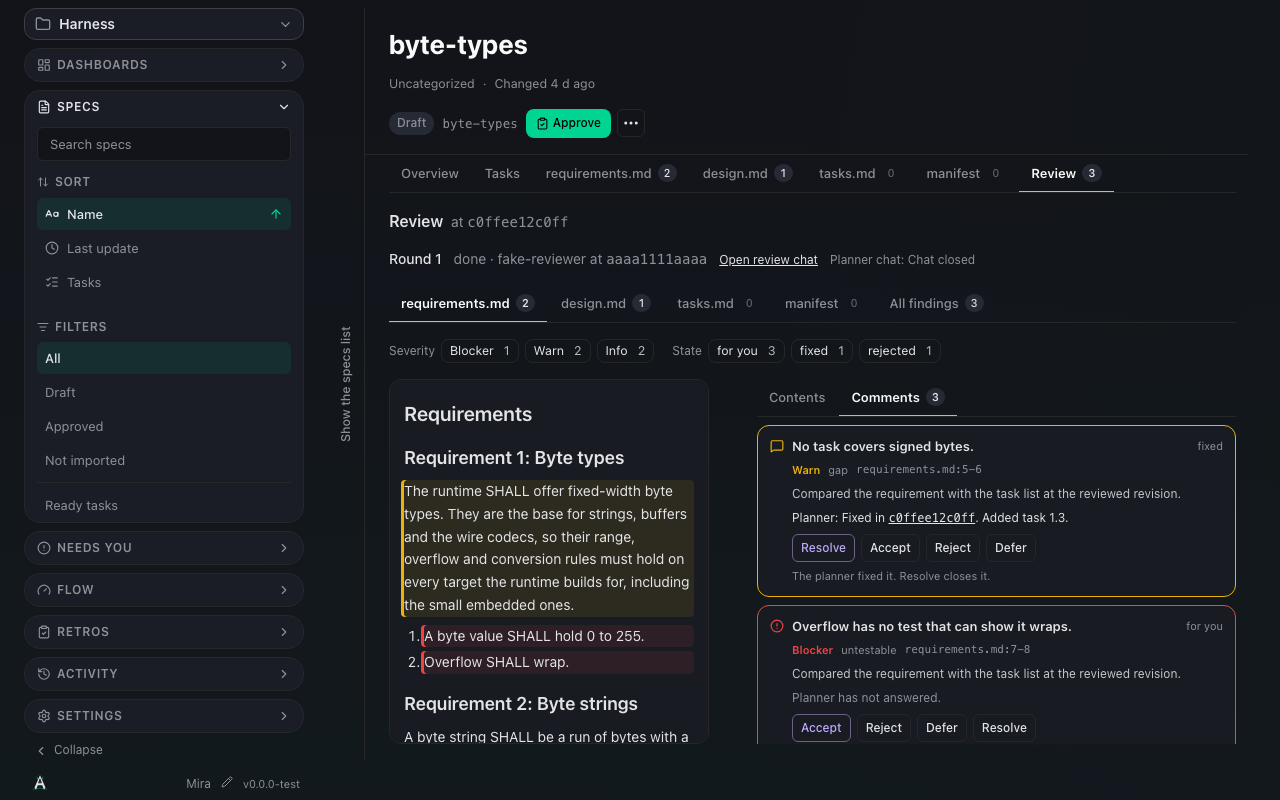 Harness
DASHBOARDS
SPECS
Search specs
SORT
Aa Name
Last update
Tasks
FILTERS
All
Draft
Approved
Not imported
Ready tasks
NEEDS YOU
FLOW
RETROS
ACTIVITY
SETTINGS
Collapse
A
Mira v0.0.0-test
Show the specs list
byte-types
Uncategorized · Changed 4 d ago
Draft byte-types Approve
Overview Tasks requirements.md 2 design.md 1 tasks.md 0 manifest 0 Review 3
Review at c0ffee12c0ff
Round 1 done · fake-reviewer at aaaa1111aaaa Open review chat Planner chat: Chat closed
requirements.md 2 design.md 1 tasks.md 0 manifest 0 All findings 3
Severity Blocker 1 Warn 2 Info 2 State for you 3 fixed 1 rejected 1
Requirements
Requirement 1: Byte types
The runtime SHALL offer fixed-width byte
types. They are the base for strings, buffers
and the wire codecs, so their range,
overflow and conversion rules must hold on
every target the runtime builds for, including
the small embedded ones.
1. A byte value SHALL hold 0 to 255.
2. Overflow SHALL wrap.
Requirement 2: Byte strings
A byte string SHALL be a run of bytes with a
Contents Comments 3
No task covers signed bytes. fixed
Warn gap requirements.md:5-6
Compared the requirement with the task list at the reviewed revision.
Planner: Fixed in c0ffee12c0ff. Added task 1.3.
Resolve Accept Reject Defer
The planner fixed it. Resolve closes it.
Overflow has no test that can show it wraps. for you
Blocker untestable requirements.md:7-8
Compared the requirement with the task list at the reviewed revision.
Planner has not answered.
Accept Reject Defer Resolve